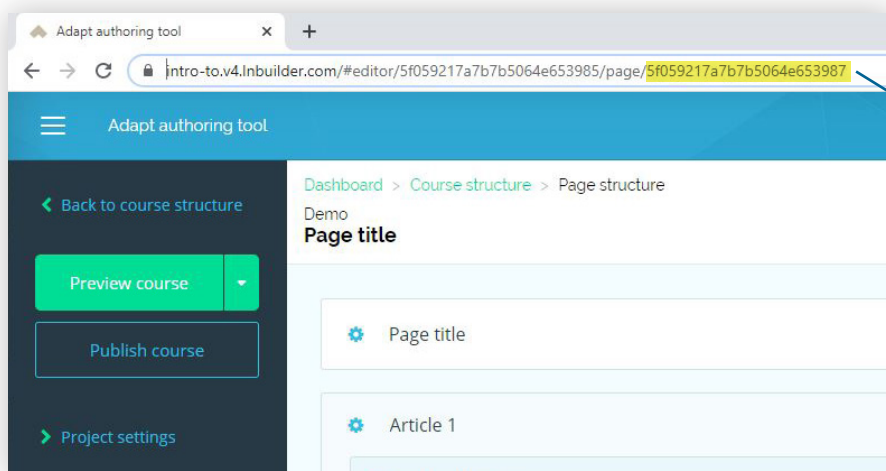 Adapt authoring tool
intro-to.v4.lnbuilder.com/#editor/5f059217a7b7b5064e653985/page/5f059217a7b7b5064e653987
Adapt authoring tool
Back to course structure
Dashboard > Course structure > Page structure
Demo
Page title
Preview course
Page title
Publish course
Article 1
Project settings